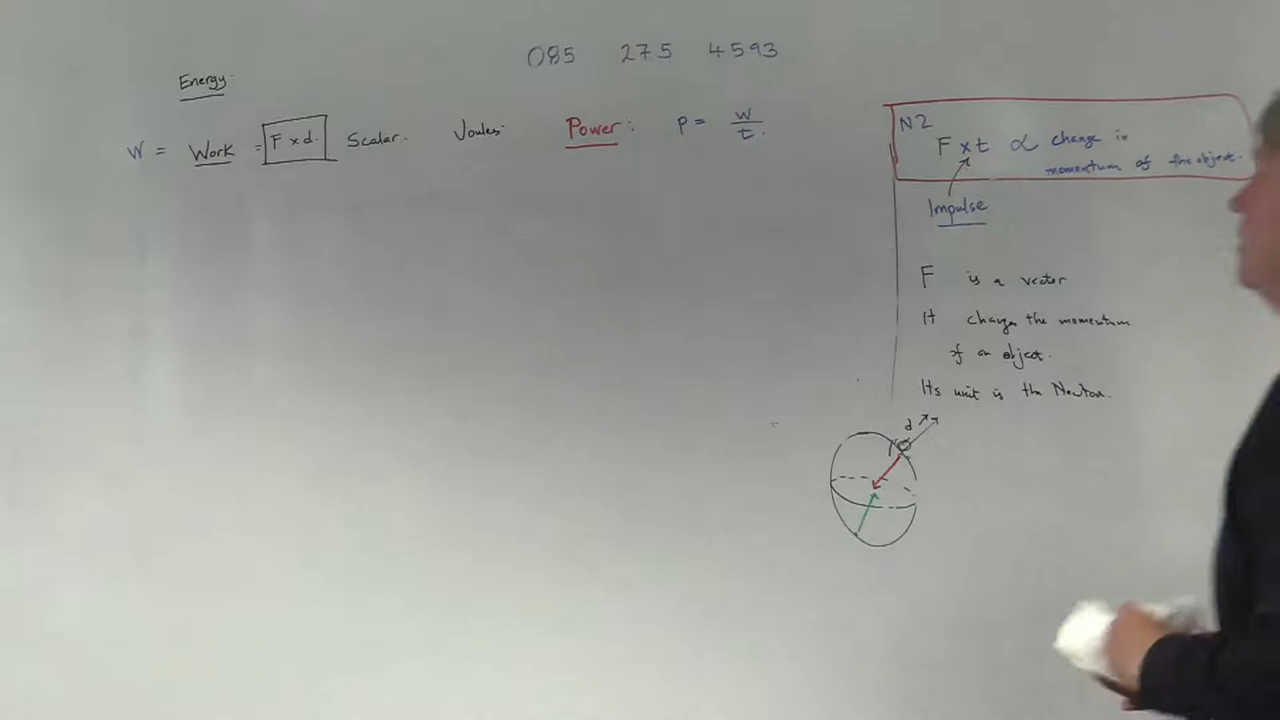 085 275 4593
Energy:
W = Work = F × d. Scalar. Joules. Power: P = W / t.
N2
F × t ∝ change in
momentum of the object.
Impulse
F is a vector
It changes the momentum
of an object.
Its unit is the Newton.
d